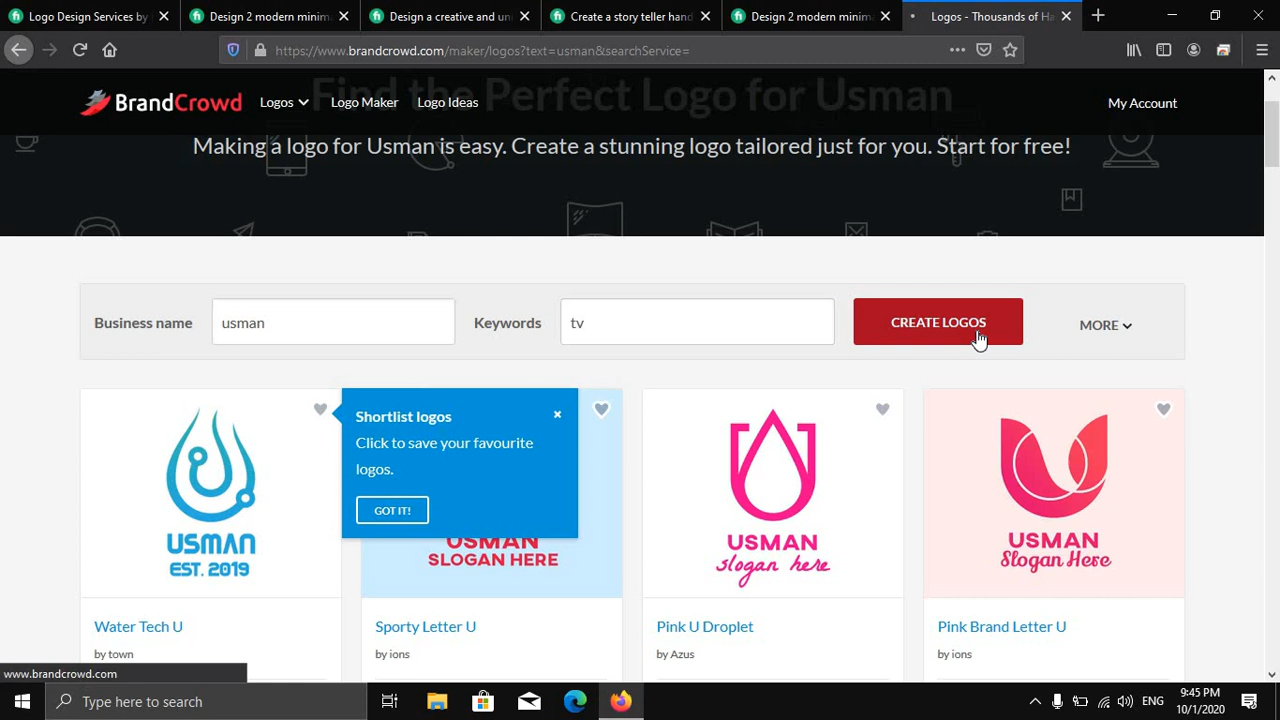 Logo Design Services by
Design 2 modern minim
Design a creative and un
Create a story teller hand
Design 2 modern minim
Logos - Thousands of Ha
https://www.brandcrowd.com/maker/logos?text=usman&searchService=
Find the Perfect Logo for Usman
BrandCrowd
Logos
Logo Maker
Logo Ideas
My Account
Making a logo for Usman is easy. Create a stunning logo tailored just for you. Start for free!
Business name
usman
Keywords
tv
CREATE LOGOS
MORE
Shortlist logos
Click to save your favourite
logos.
GOT IT!
USMAN
EST. 2019
USMAN
SLOGAN HERE
USMAN
slogan here
USMAN
Slogan Here
Water Tech U
by town
Sporty Letter U
by ions
Pink U Droplet
by Azus
Pink Brand Letter U
by ions
www.brandcrowd.com
Type here to search
ENG
9:45 PM
10/1/2020